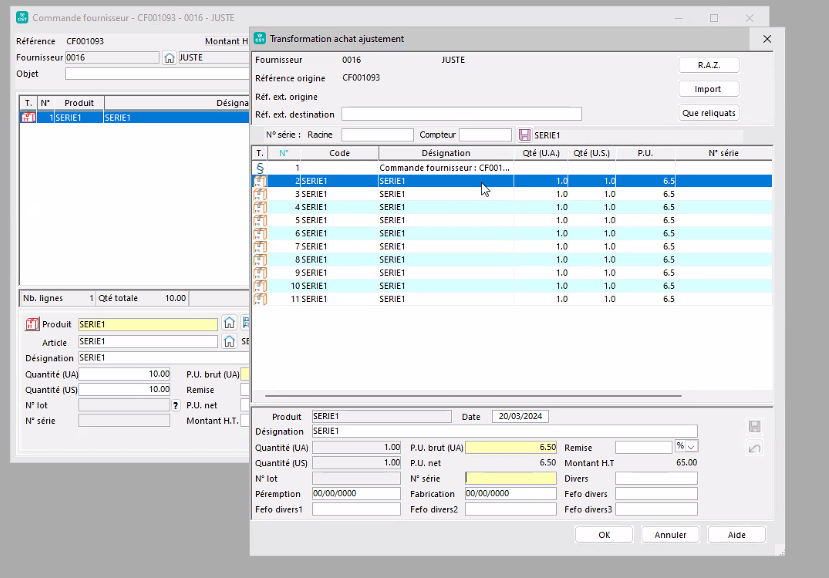 Commande fournisseur - CF001093 - 0016 - JUSTE
Référence CF001093 Montant H
Fournisseur 0016 JUSTE
Objet
T. N° Produit Désigna
1 SERIE1 SERIE1
Nb. lignes 1 Qté totale 10.00
Produit SERIE1
Article SERIE1 SE
Désignation SERIE1
Quantité (UA) 10.00 P.U. brut (UA)
Quantité (US) 10.00 Remise
N° lot ? P.U. net
N° série Montant H.T.
Transformation achat ajustement
Fournisseur 0016 JUSTE
Référence origine CF001093
Réf. ext. origine
Réf. ext. destination
R.A.Z.
Import
Que reliquats
N° série : Racine Compteur SERIE1
T. N° Code Désignation Qté (U.A.) Qté (U.S.) P.U. N° série
§ 1 Commande fournisseur : CF001...
2 SERIE1 SERIE1 1.0 1.0 6.5
3 SERIE1 SERIE1 1.0 1.0 6.5
4 SERIE1 SERIE1 1.0 1.0 6.5
5 SERIE1 SERIE1 1.0 1.0 6.5
6 SERIE1 SERIE1 1.0 1.0 6.5
7 SERIE1 SERIE1 1.0 1.0 6.5
8 SERIE1 SERIE1 1.0 1.0 6.5
9 SERIE1 SERIE1 1.0 1.0 6.5
10 SERIE1 SERIE1 1.0 1.0 6.5
11 SERIE1 SERIE1 1.0 1.0 6.5
Produit SERIE1 Date 20/03/2024
Désignation SERIE1
Quantité (UA) 1.00 P.U. brut (UA) 6.50 Remise %
Quantité (US) 1.00 P.U. net 6.50 Montant H.T 65.00
N° lot N° série Divers
Péremption 00/00/0000 Fabrication 00/00/0000 Fefo divers
Fefo divers1 Fefo divers2 Fefo divers3
OK Annuler Aide